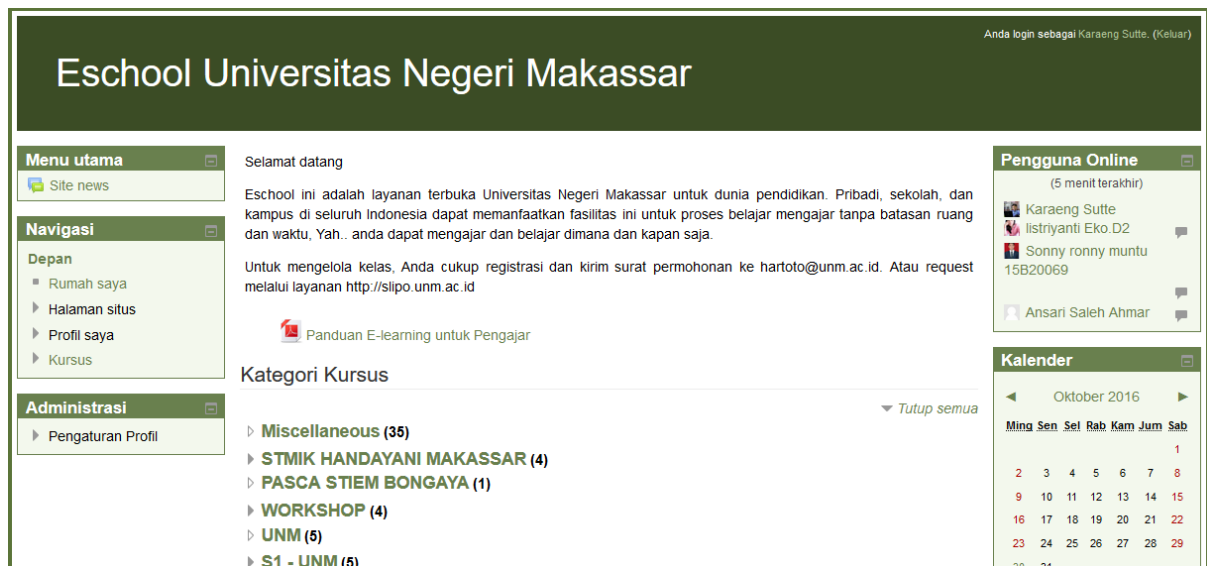 Anda login sebagai Karaeng Sutte. (Keluar)
Eschool Universitas Negeri Makassar
Menu utama
Site news
Navigasi
Depan
Rumah saya
Halaman situs
Profil saya
Kursus
Administrasi
Pengaturan Profil
Selamat datang
Eschool ini adalah layanan terbuka Universitas Negeri Makassar untuk dunia pendidikan. Pribadi, sekolah, dan
kampus di seluruh Indonesia dapat memanfaatkan fasilitas ini untuk proses belajar mengajar tanpa batasan ruang
dan waktu, Yah.. anda dapat mengajar dan belajar dimana dan kapan saja.
Untuk mengelola kelas, Anda cukup registrasi dan kirim surat permohonan ke hartoto@unm.ac.id. Atau request
melalui layanan http://slipo.unm.ac.id
Panduan E-learning untuk Pengajar
Kategori Kursus
Tutup semua
Miscellaneous (35)
STMIK HANDAYANI MAKASSAR (4)
PASCA STIEM BONGAYA (1)
WORKSHOP (4)
UNM (5)
S1 - UNM (5)
Pengguna Online
(5 menit terakhir)
Karaeng Sutte
listriyanti Eko.D2
Sonny ronny muntu
15B20069
Ansari Saleh Ahmar
Kalender
Oktober 2016
Ming Sen Sel Rab Kam Jum Sab
1
2 3 4 5 6 7 8
9 10 11 12 13 14 15
16 17 18 19 20 21 22
23 24 25 26 27 28 29